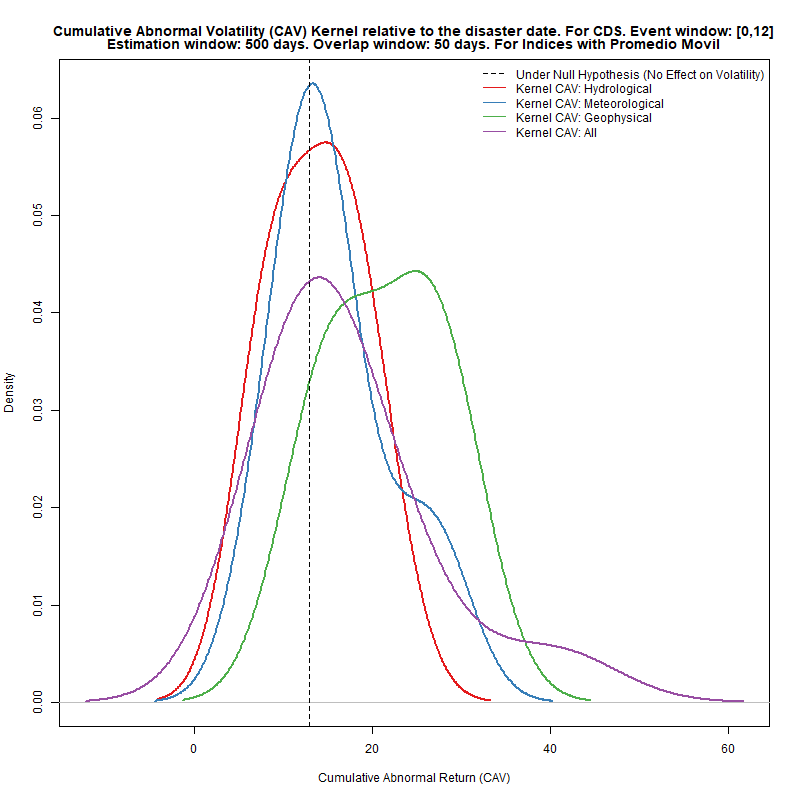 Cumulative Abnormal Volatility (CAV) Kernel relative to the disaster date. For CDS. Event window: [0,12]
Estimation window: 500 days. Overlap window: 50 days. For Indices with Promedio Movil
Under Null Hypothesis (No Effect on Volatility)
Kernel CAV: Hydrological
Kernel CAV: Meteorological
Kernel CAV: Geophysical
Kernel CAV: All
0.06
0.05
0.04
0.03
0.02
0.01
0.00
Density
0 20 40 60
Cumulative Abnormal Return (CAV)